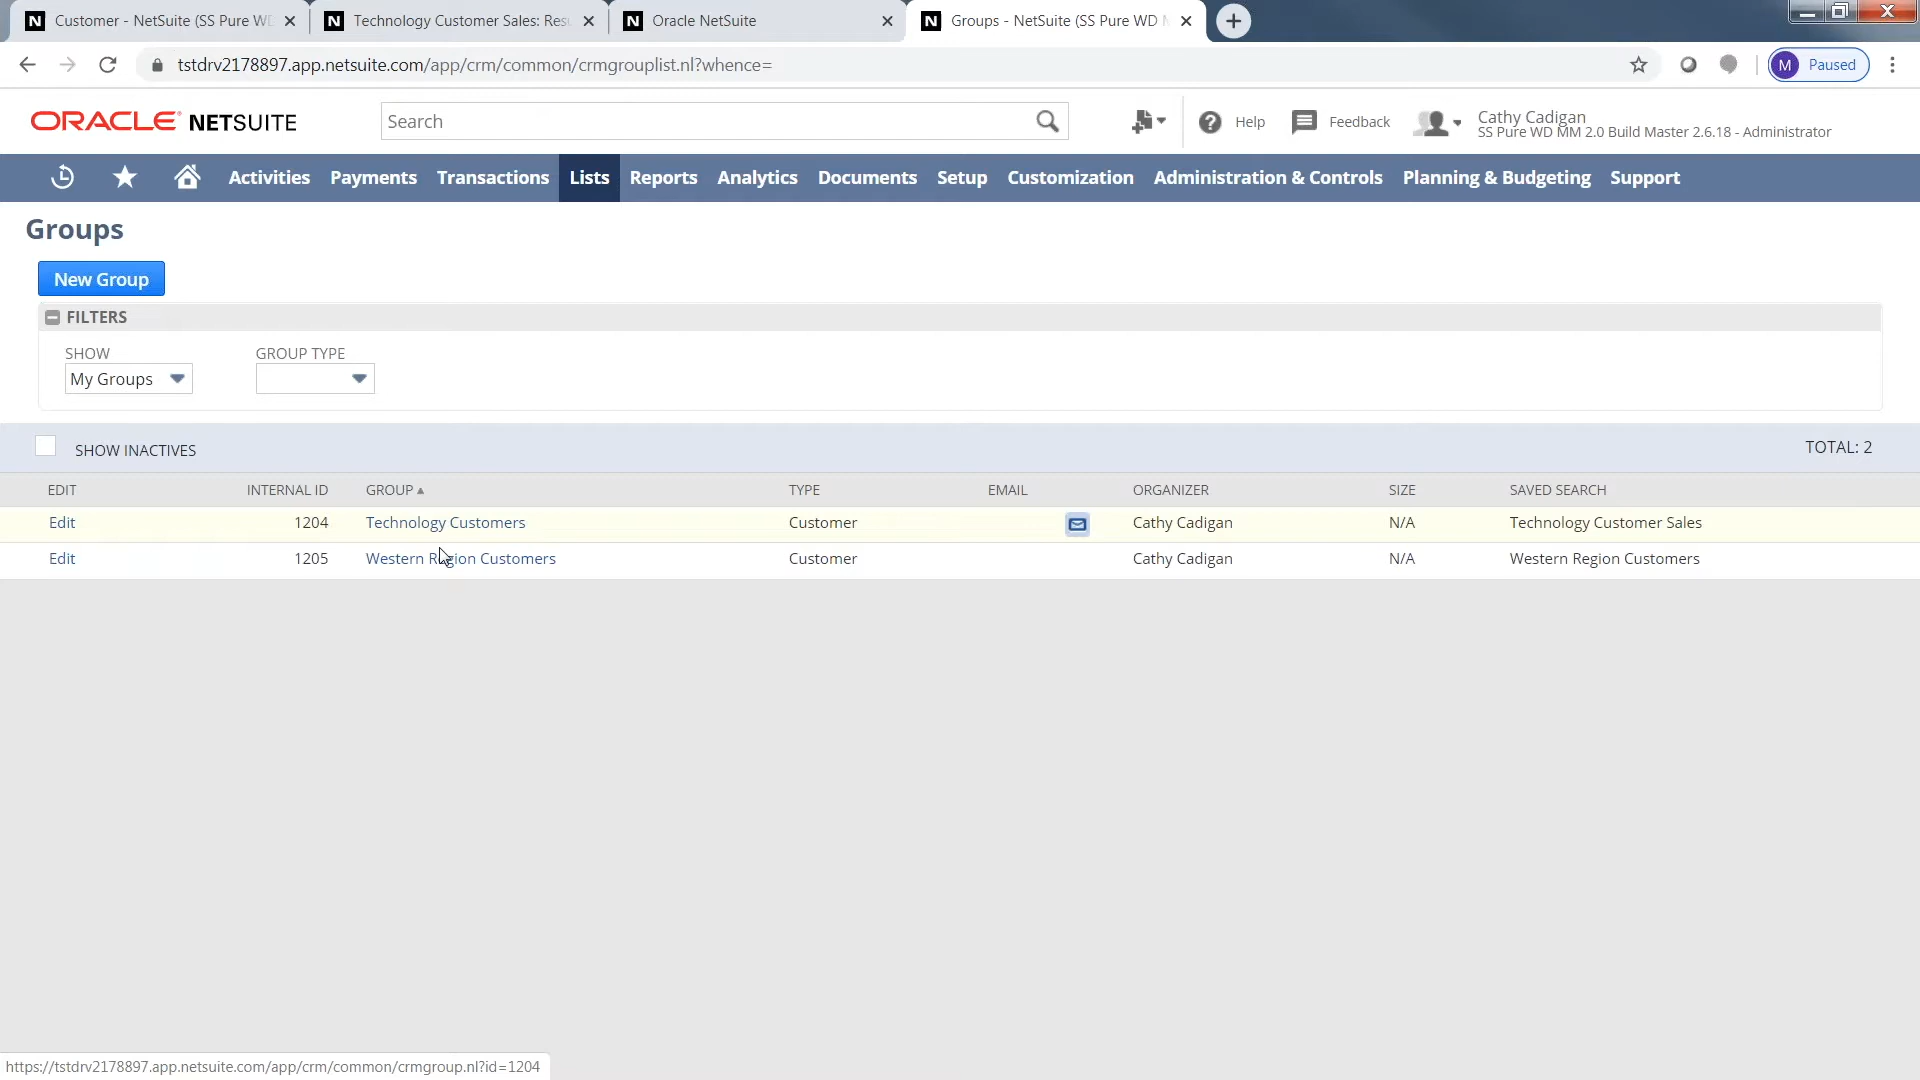 Customer - NetSuite (SS Pure WD
Technology Customer Sales: Resu
Oracle NetSuite
Groups - NetSuite (SS Pure WD M
tstdrv2178897.app.netsuite.com/app/crm/common/crmgrouplist.nl?whence=
M Paused
ORACLE NETSUITE
Search
Help
Feedback
Cathy Cadigan
SS Pure WD MM 2.0 Build Master 2.6.18 - Administrator
Activities Payments Transactions Lists Reports Analytics Documents Setup Customization Administration & Controls Planning & Budgeting Support
Groups
New Group
FILTERS
SHOW GROUP TYPE
My Groups
SHOW INACTIVES TOTAL: 2
EDIT INTERNAL ID GROUP TYPE EMAIL ORGANIZER SIZE SAVED SEARCH
Edit 1204 Technology Customers Customer Cathy Cadigan N/A Technology Customer Sales
Edit 1205 Western Region Customers Customer Cathy Cadigan N/A Western Region Customers
https://tstdrv2178897.app.netsuite.com/app/crm/common/crmgroup.nl?id=1204